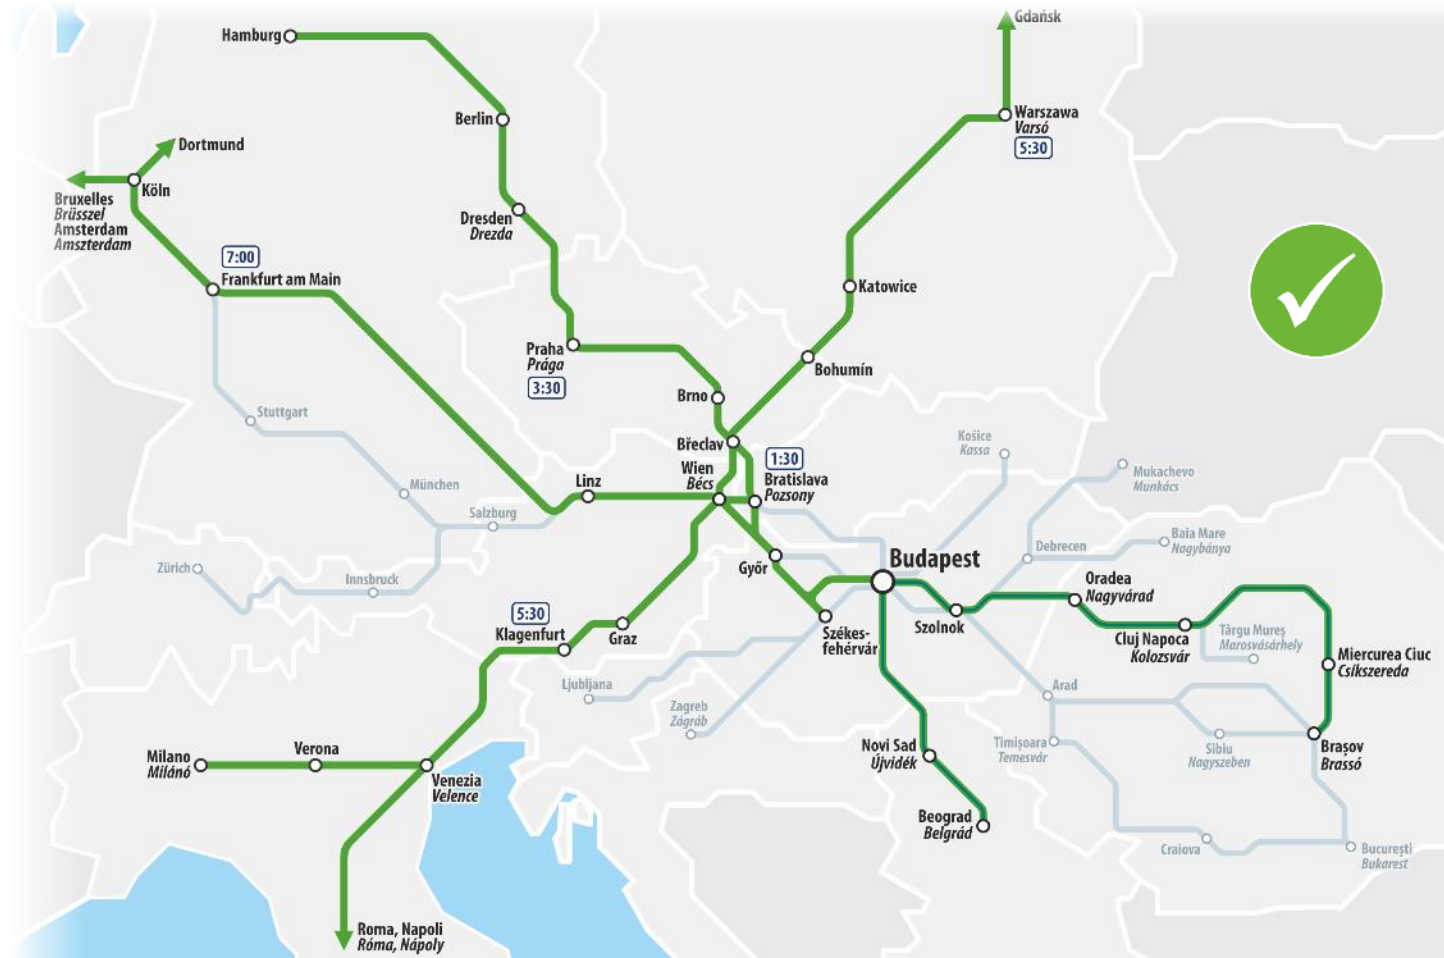 Gdańsk
Hamburg
Warszawa
Varsó
5:30
Berlin
Dortmund
Köln
Bruxelles
Brüsszel
Amsterdam
Amszterdam
Dresden
Drezda
7:00
Frankfurt am Main
Katowice
Praha
Prága
3:30
Bohumín
Brno
Stuttgart
Břeclav
Košice
Kassa
1:30
Bratislava
Pozsony
Wien
Bécs
Linz
München
Mukachevo
Munkács
Salzburg
Baia Mare
Nagybánya
Debrecen
Budapest
Győr
Zürich
Innsbruck
Oradea
Nagyvárad
5:30
Klagenfurt
Graz
Székes-
fehérvár
Szolnok
Cluj Napoca
Kolozsvár
Târgu Mureș
Marosvásárhely
Miercurea Ciuc
Csíkszereda
Ljubljana
Arad
Zagreb
Zágráb
Milano
Milánó
Verona
Venezia
Velence
Novi Sad
Újvidék
Timișoara
Temesvár
Sibiu
Nagyszeben
Brașov
Brassó
Beograd
Belgrád
Craiova
București
Bukarest
Roma, Napoli
Róma, Nápoly